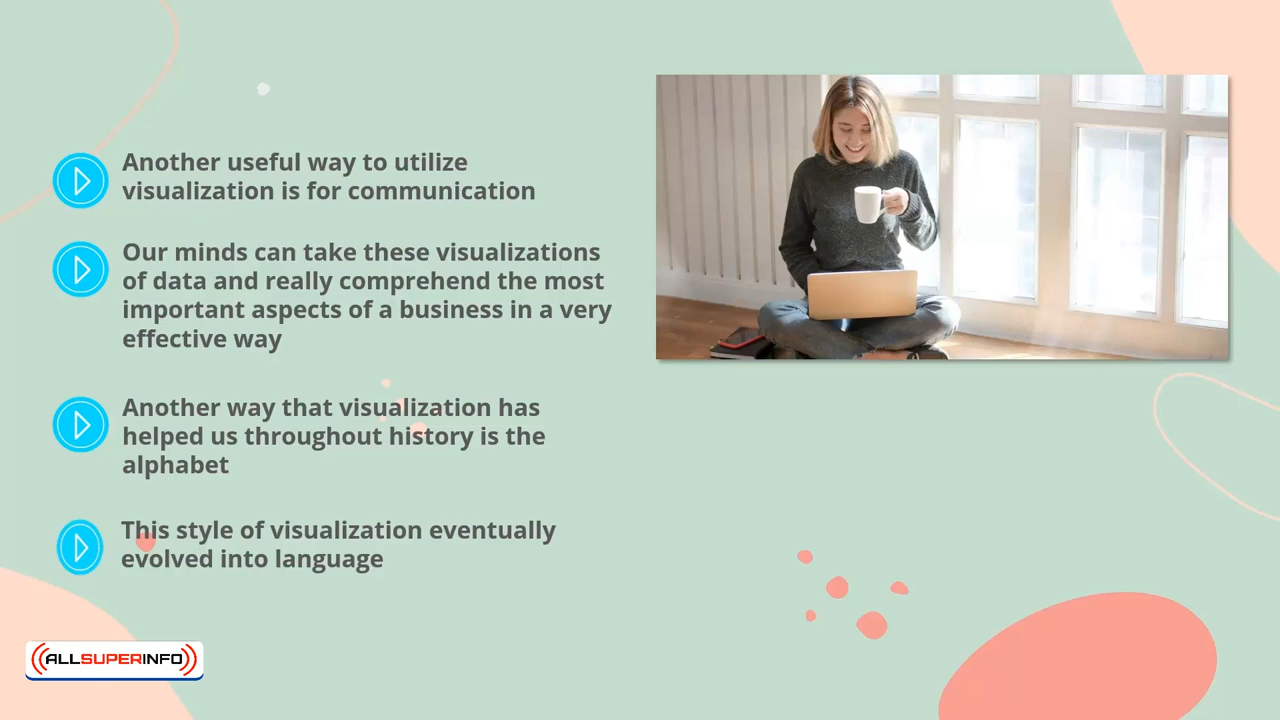 Another useful way to utilize
visualization is for communication
Our minds can take these visualizations
of data and really comprehend the most
important aspects of a business in a very
effective way
Another way that visualization has
helped us throughout history is the
alphabet
This style of visualization eventually
evolved into language
ALLSUPERINFO